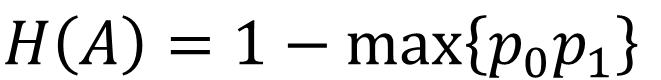 H(A) = 1 − max{p₀p₁}